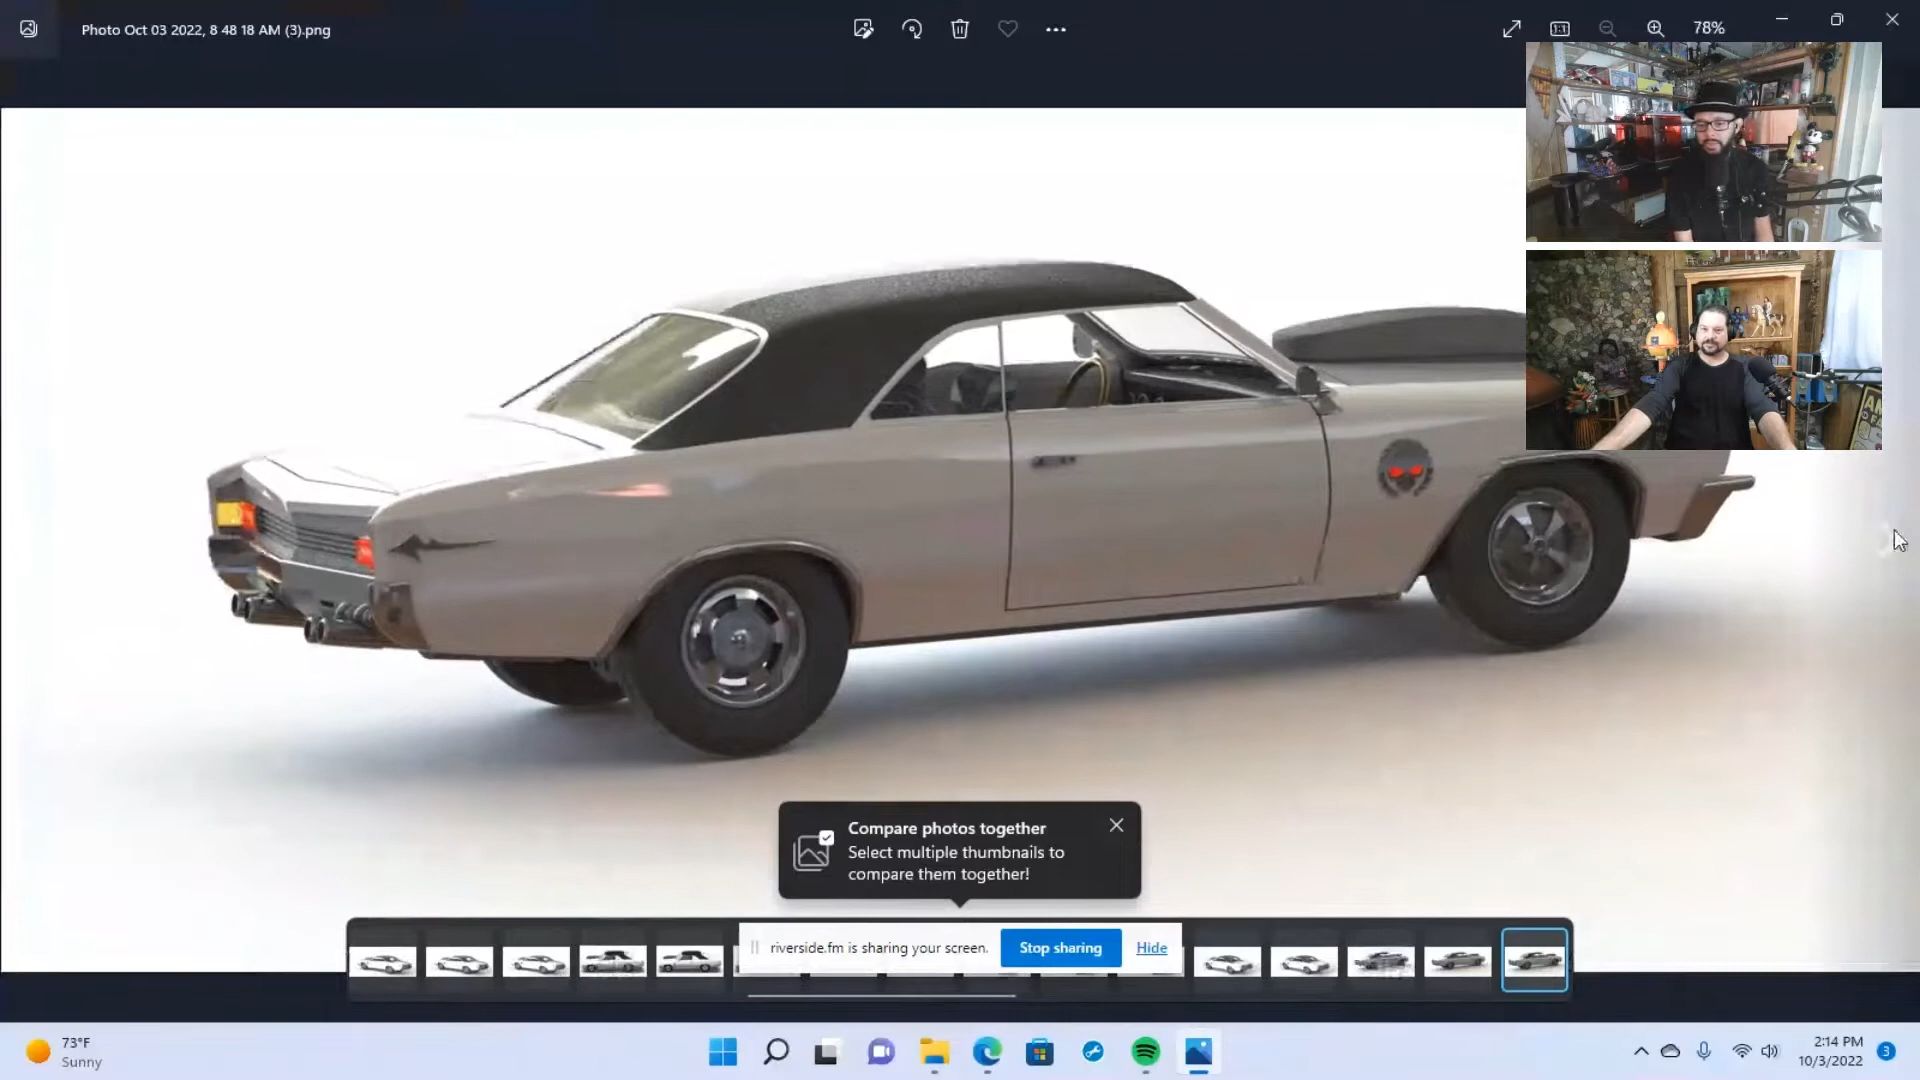 Photo Oct 03 2022, 8 48 18 AM (3).png
78%
Compare photos together
Select multiple thumbnails to
compare them together!
riverside.fm is sharing your screen.
Stop sharing
Hide
73°F
Sunny
2:14 PM
10/3/2022
3